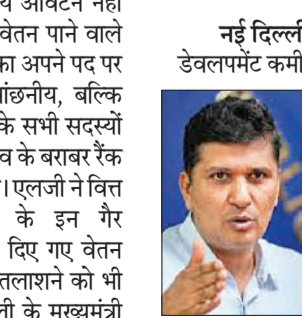 य आवंटन नहीं
वेतन पाने वाले
का अपने पद पर
ांछनीय, बल्कि
के सभी सदस्यों
व के बराबर रैंक
। एलजी ने वित्त
के इन गैर
दिए गए वेतन
तलाशने को भी
ली के मुख्यमंत्री
नई दिल्ली
डेवलपमेंट कमी